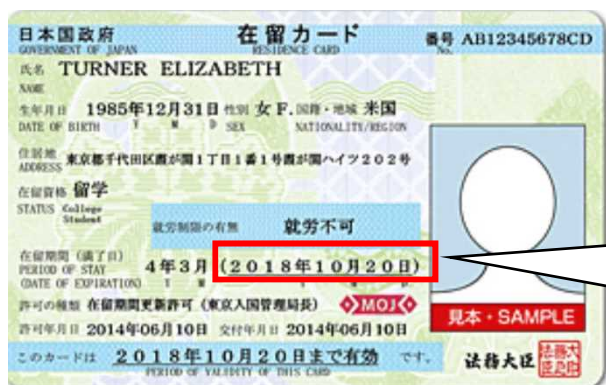 日本国政府 在留カード 番号 AB12345678CD
GOVERNMENT OF JAPAN RESIDENCE CARD No.
氏名 TURNER ELIZABETH
NAME
生年月日 1985年12月31日 性別 女 F. 国籍・地域 米国
DATE OF BIRTH Y M D SEX NATIONALITY/REGION
住居地 東京都千代田区霞が関1丁目1番1号霞が関ハイツ202号
ADDRESS
在留資格 留学
STATUS College
Student
就労制限の有無 就労不可
在留期間（満了日） 4年3月（2018年10月20日）
PERIOD OF STAY
(DATE OF EXPIRATION) Y M Y M D
許可の種類 在留期間更新許可（東京入国管理局長） MOJ
見本・SAMPLE
許可年月日 2014年06月10日 交付年月日 2014年06月10日
このカードは 2018年10月20日まで有効 です。 法務大臣
PERIOD OF VALIDITY OF THIS CARD